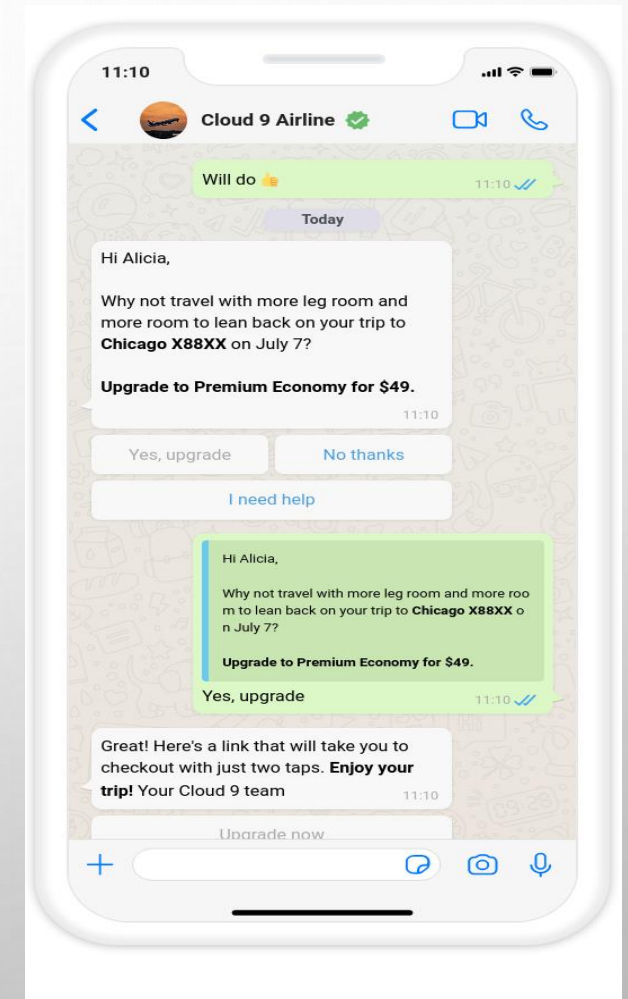 11:10
Cloud 9 Airline
Will do 👍
11:10
Today
Hi Alicia,
Why not travel with more leg room and
more room to lean back on your trip to
Chicago X88XX on July 7?
Upgrade to Premium Economy for $49.
11:10
Yes, upgrade
No thanks
I need help
Hi Alicia,
Why not travel with more leg room and more roo
m to lean back on your trip to Chicago X88XX o
n July 7?
Upgrade to Premium Economy for $49.
Yes, upgrade
11:10
Great! Here's a link that will take you to
checkout with just two taps. Enjoy your
trip! Your Cloud 9 team
11:10
Upgrade now